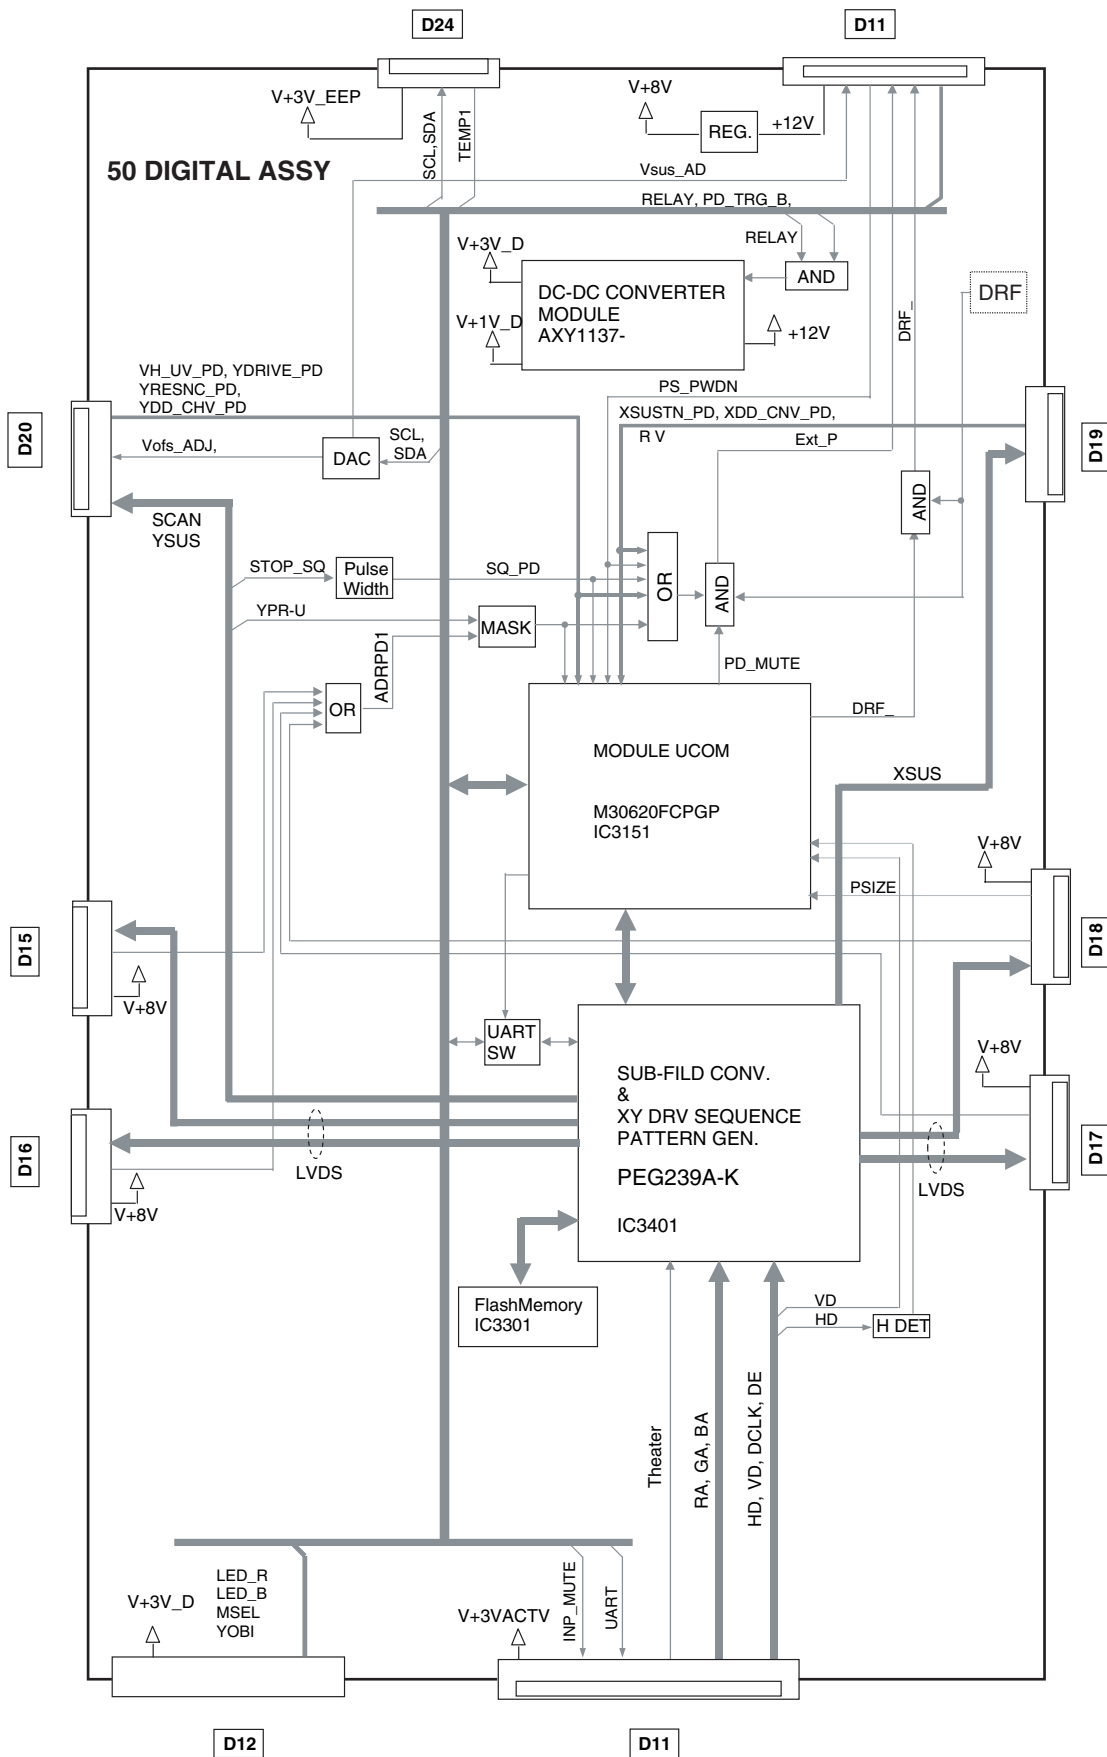 D24
D11
V+3V_EEP
SCL,SDA
TEMP1
V+8V
REG.
+12V
50 DIGITAL ASSY
Vsus_AD
RELAY, PD_TRG_B,
RELAY
AND
V+3V_D
V+1V_D
DC-DC CONVERTER
MODULE
AXY1137-
+12V
DRF_
DRF
VH_UV_PD, YDRIVE_PD
YRESNC_PD,
YDD_CHV_PD
PS_PWDN
XSUSTN_PD, XDD_CNV_PD,
R V
Ext_P
D20
D19
Vofs_ADJ,
DAC
SCL,
SDA
AND
SCAN
YSUS
STOP_SQ
Pulse
Width
SQ_PD
OR
AND
YPR-U
MASK
ADRPD1
PD_MUTE
OR
DRF_
MODULE UCOM
M30620FCPGP
IC3151
XSUS
V+8V
PSIZE
D15
D18
V+8V
UART
SW
V+8V
SUB-FILD CONV.
&
XY DRV SEQUENCE
PATTERN GEN.
PEG239A-K
IC3401
D16
D17
LVDS
LVDS
V+8V
FlashMemory
IC3301
VD
HD
H DET
Theater
RA, GA, BA
HD, VD, DCLK, DE
LED_R
LED_B
MSEL
YOBI
V+3V_D
INP_MUTE
UART
V+3VACTV
D12
D11